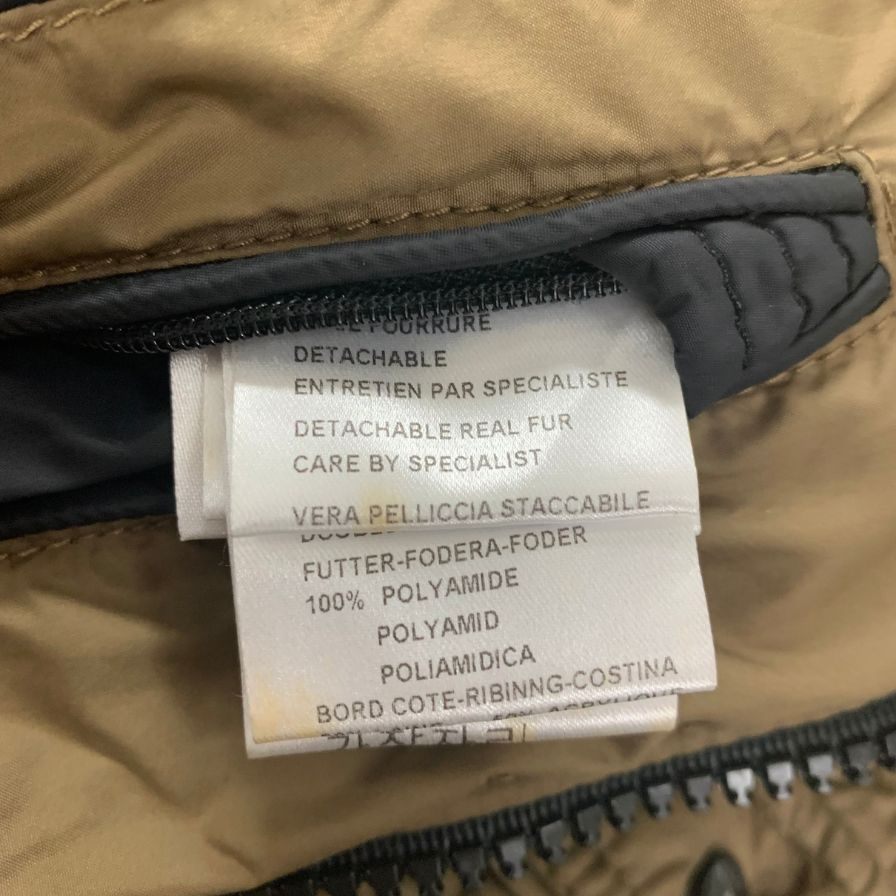 FOURRURE
DETACHABLE
ENTRETIEN PAR SPECIALISTE
DETACHABLE REAL FUR
CARE BY SPECIALIST
VERA PELLICCIA STACCABILE
FUTTER-FODERA-FODER
100% POLYAMIDE
POLYAMID
POLIAMIDICA
BORD COTE-RIBINNG-COSTINA